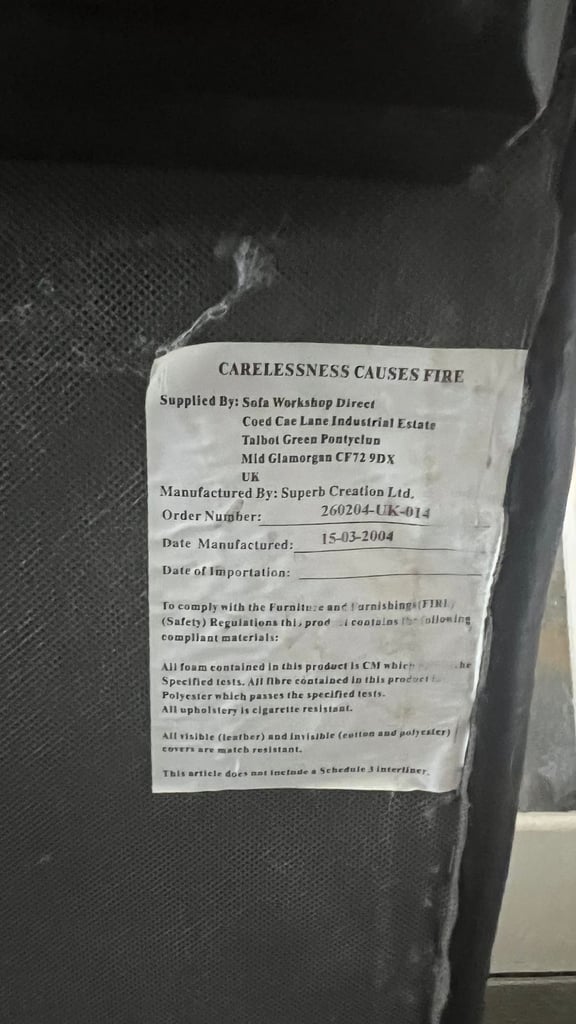 CARELESSNESS CAUSES FIRE
Supplied By: Sofa Workshop Direct
Coed Cae Lane Industrial Estate
Talbot Green Pontyclun
Mid Glamorgan CF72 9DX
UK
Manufactured By: Superb Creation Ltd.
Order Number: 260204-UK-014
Date Manufactured: 15-03-2004
Date of Importation:
To comply with the Furniture and Furnishings (FIRE)
(Safety) Regulations this contains the following
compliant materials:
All foam contained in this product is CM which
Specified tests. All fibre contained in this product
Polyester which passes the specified tests.
All upholstery is cigarette resistant.
All visible (leather) and invisible (cotton and polyester)
covers are match resistant.
This article does not include a Schedule 3 interliner.